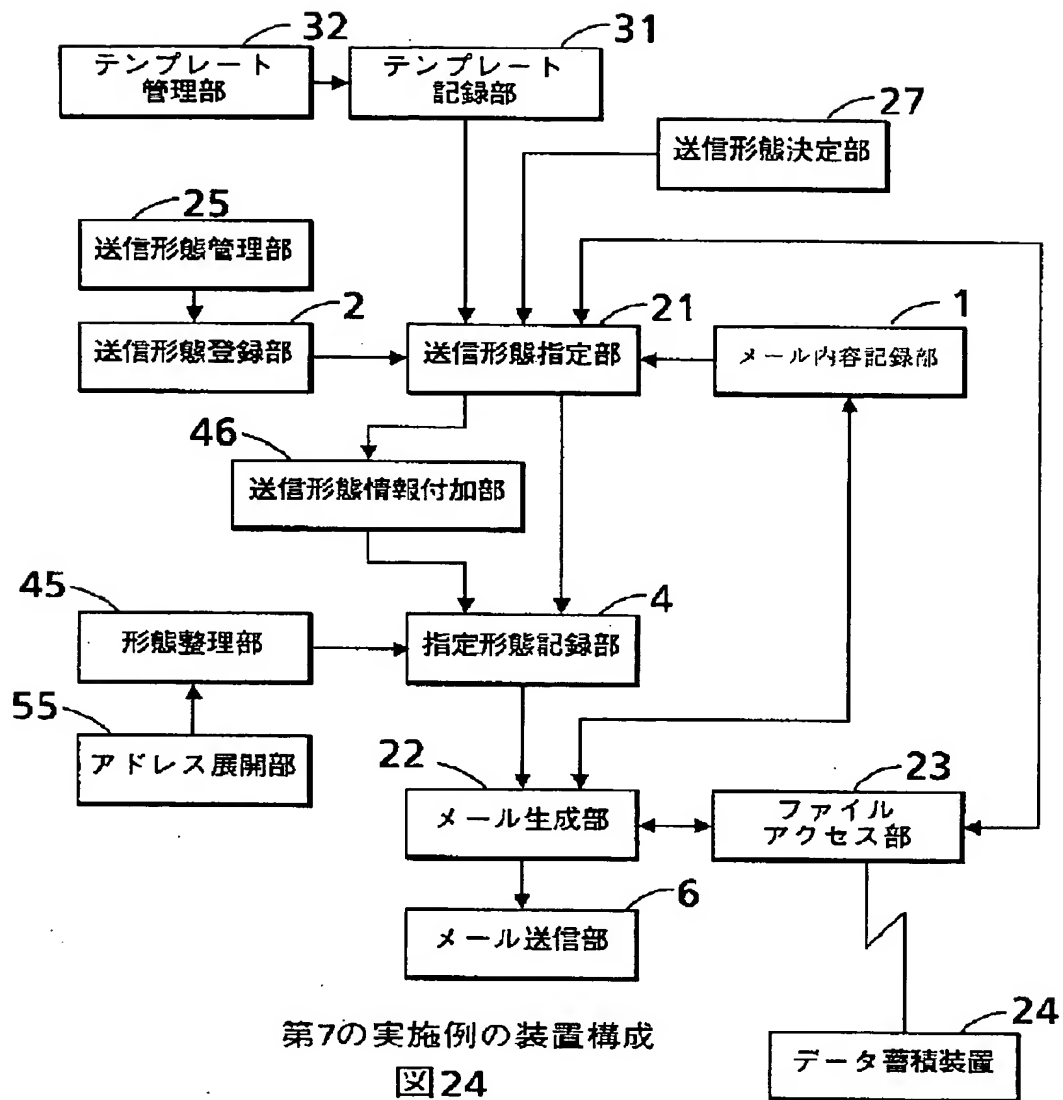 32
テンプレート
管理部
31
テンプレート
記録部
27
送信形態決定部
25
送信形態管理部
2
送信形態登録部
21
送信形態指定部
1
メール内容記録部
46
送信形態情報付加部
45
形態整理部
4
指定形態記録部
55
アドレス展開部
22
メール生成部
23
ファイル
アクセス部
6
メール送信部
24
データ蓄積装置
第7の実施例の装置構成
図24